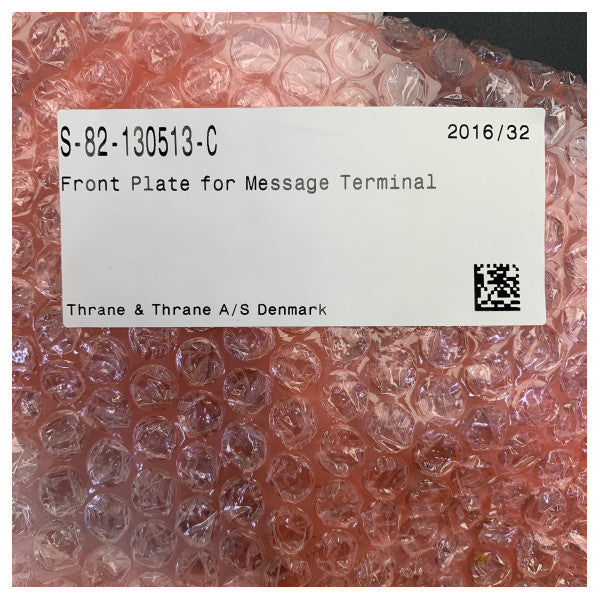 S-82-130513-C
2016/32
Front Plate for Message Terminal
Thrane & Thrane A/S Denmark